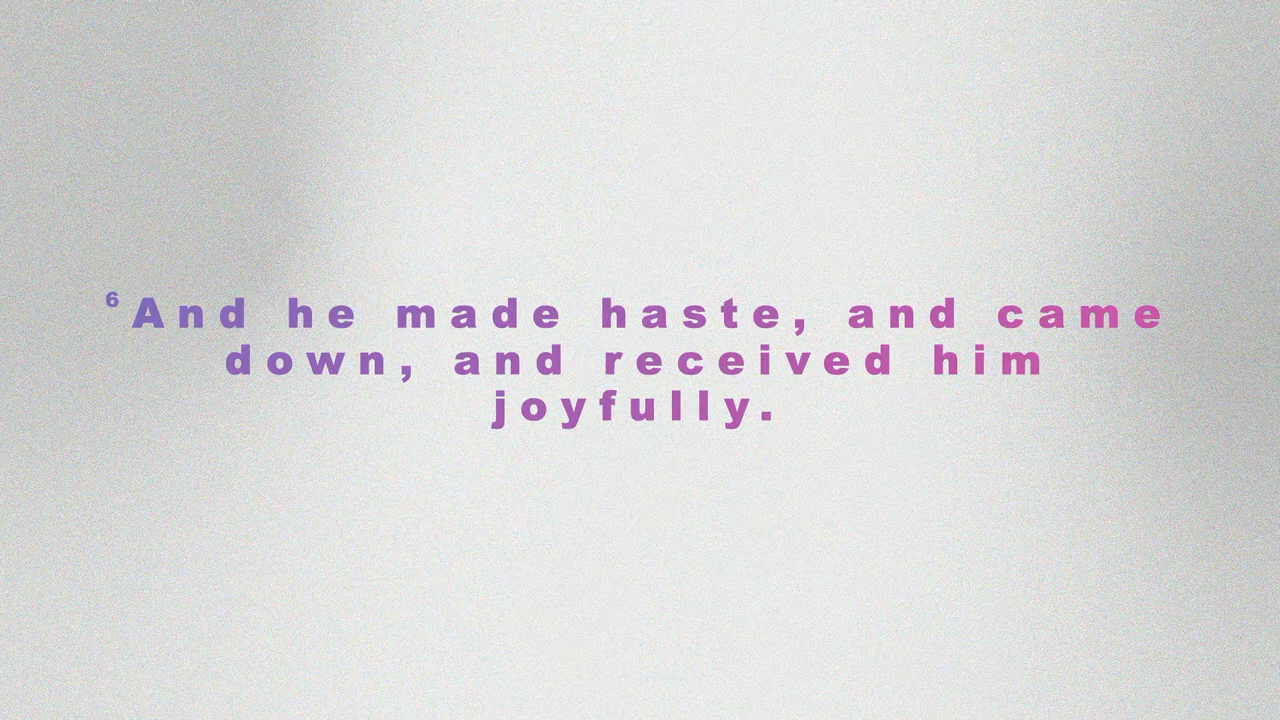 ⁶And he made haste, and came
down, and received him
joyfully.